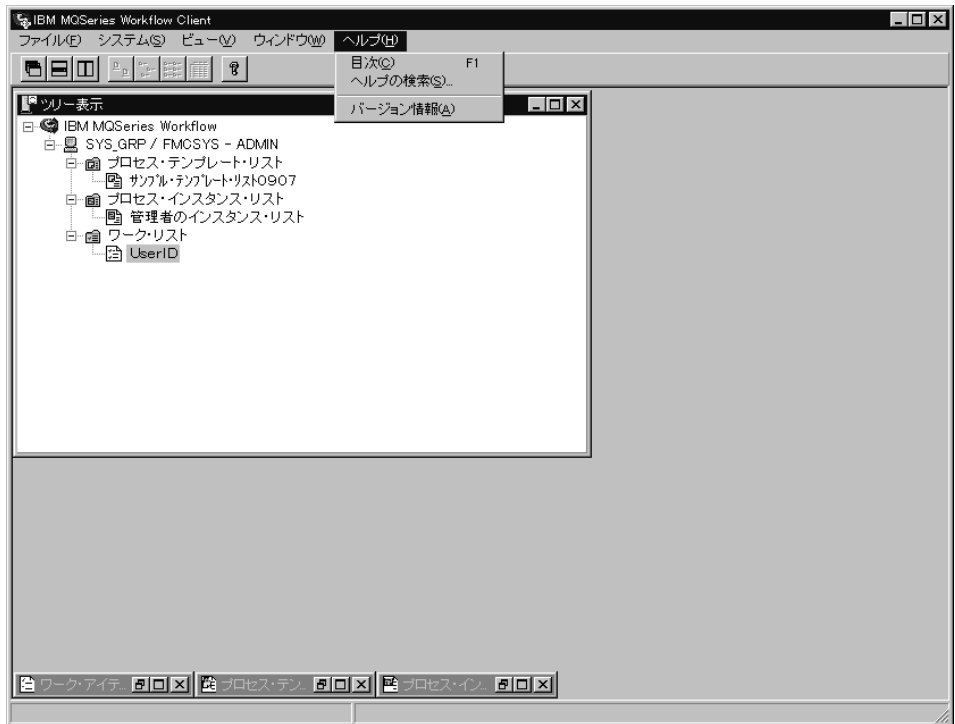 IBM MQSeries Workflow Client
ファイル(F) システム(S) ビュー(V) ウィンドウ(W) ヘルプ(H)
目次(C) F1
ヘルプの検索(S)...
バージョン情報(A)
ツリー表示
IBM MQSeries Workflow
SYS_GRP / FMCSYS - ADMIN
プロセス・テンプレート・リスト
ｻﾝﾌﾟﾙ・ﾃﾝﾌﾟﾚｰﾄ・ﾘｽﾄ0907
プロセス・インスタンス・リスト
管理者のインスタンス・リスト
ワーク・リスト
UserID
ワーク・アイテ... プロセス・テン... プロセス・イン...